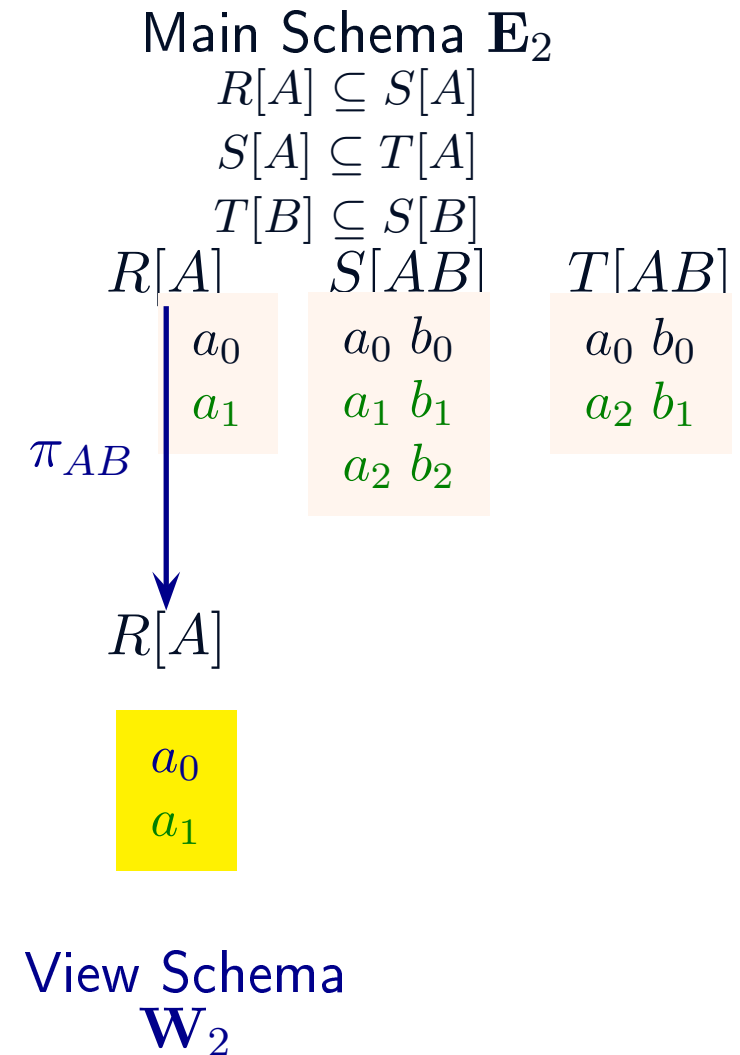 Main Schema E₂
R[A] ⊆ S[A]
S[A] ⊆ T[A]
T[B] ⊆ S[B]
R[A] S[AB] T[AB]
a₀ a₀ b₀ a₀ b₀
a₁ a₁ b₁ a₂ b₁
a₂ b₂
π_AB
R[A]
a₀
a₁
View Schema
W₂